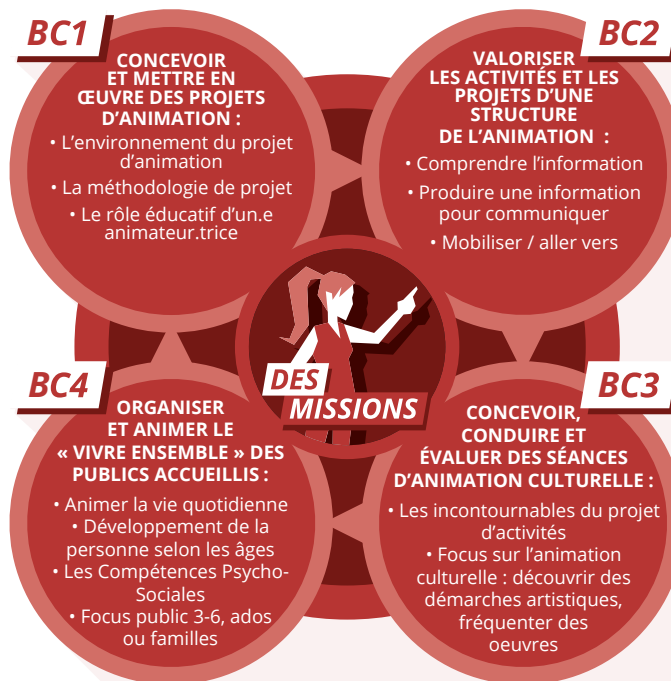 BC1
CONCEVOIR
ET METTRE EN
ŒUVRE DES PROJETS
D’ANIMATION :
• L’environnement du projet
d’animation
• La méthodologie de projet
• Le rôle éducatif d’un.e
animateur.trice
BC2
VALORISER
LES ACTIVITÉS ET LES
PROJETS D’UNE
STRUCTURE
DE L’ANIMATION :
• Comprendre l’information
• Produire une information
pour communiquer
• Mobiliser / aller vers
DES
MISSIONS
BC4
ORGANISER
ET ANIMER LE
« VIVRE ENSEMBLE » DES
PUBLICS ACCUEILLIS :
• Animer la vie quotidienne
• Développement de la
personne selon les âges
• Les Compétences Psycho-
Sociales
• Focus public 3-6, ados
ou familles
BC3
CONCEVOIR,
CONDUIRE ET
ÉVALUER DES SÉANCES
D’ANIMATION CULTURELLE :
• Les incontournables du projet
d’activités
• Focus sur l’animation
culturelle : découvrir des
démarches artistiques,
fréquenter des
oeuvres